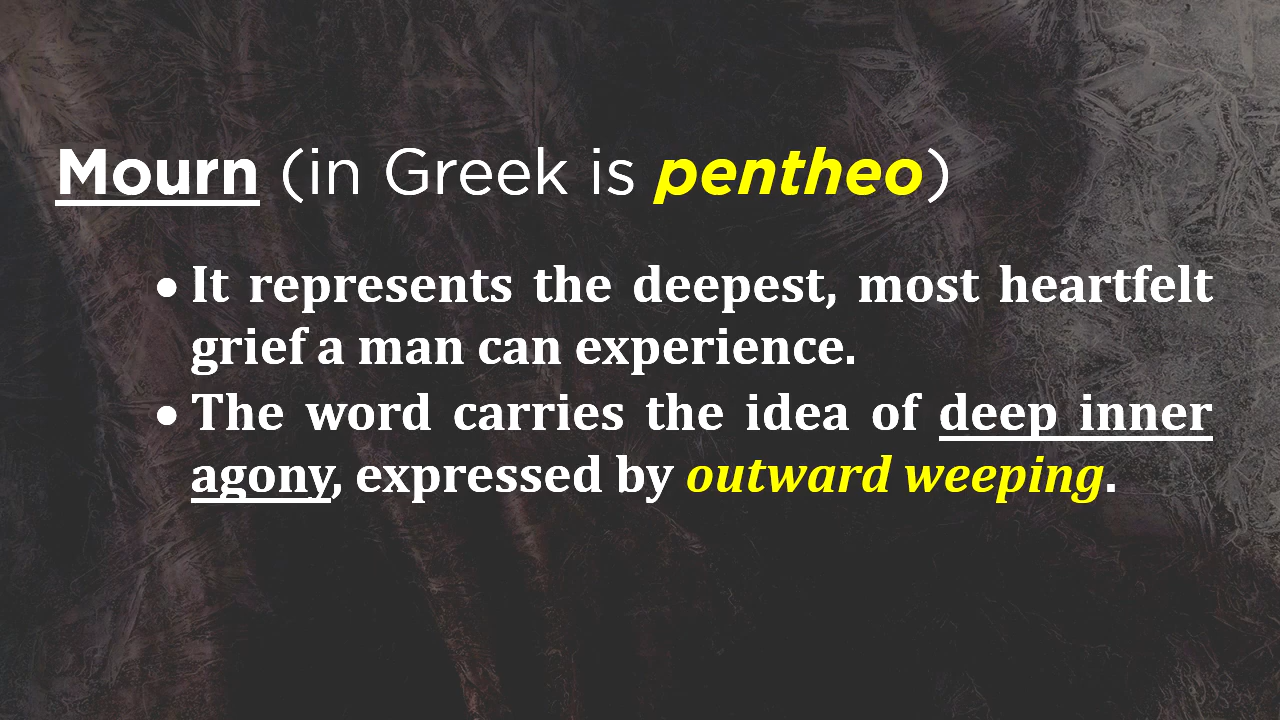 Mourn (in Greek is pentheo)
• It represents the deepest, most heartfelt
grief a man can experience.
• The word carries the idea of deep inner
agony, expressed by outward weeping.